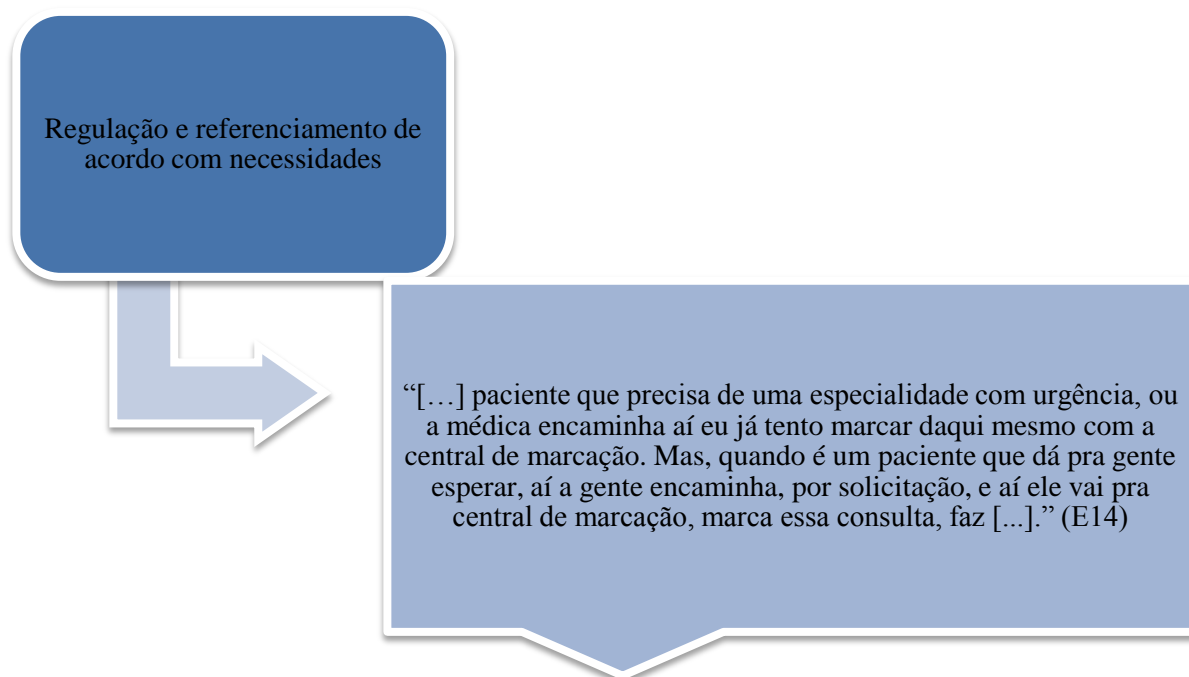 Regulação e referenciamento de
acordo com necessidades
“[…] paciente que precisa de uma especialidade com urgência, ou
a médica encaminha aí eu já tento marcar daqui mesmo com a
central de marcação. Mas, quando é um paciente que dá pra gente
esperar, aí a gente encaminha, por solicitação, e aí ele vai pra
central de marcação, marca essa consulta, faz [...].” (E14)